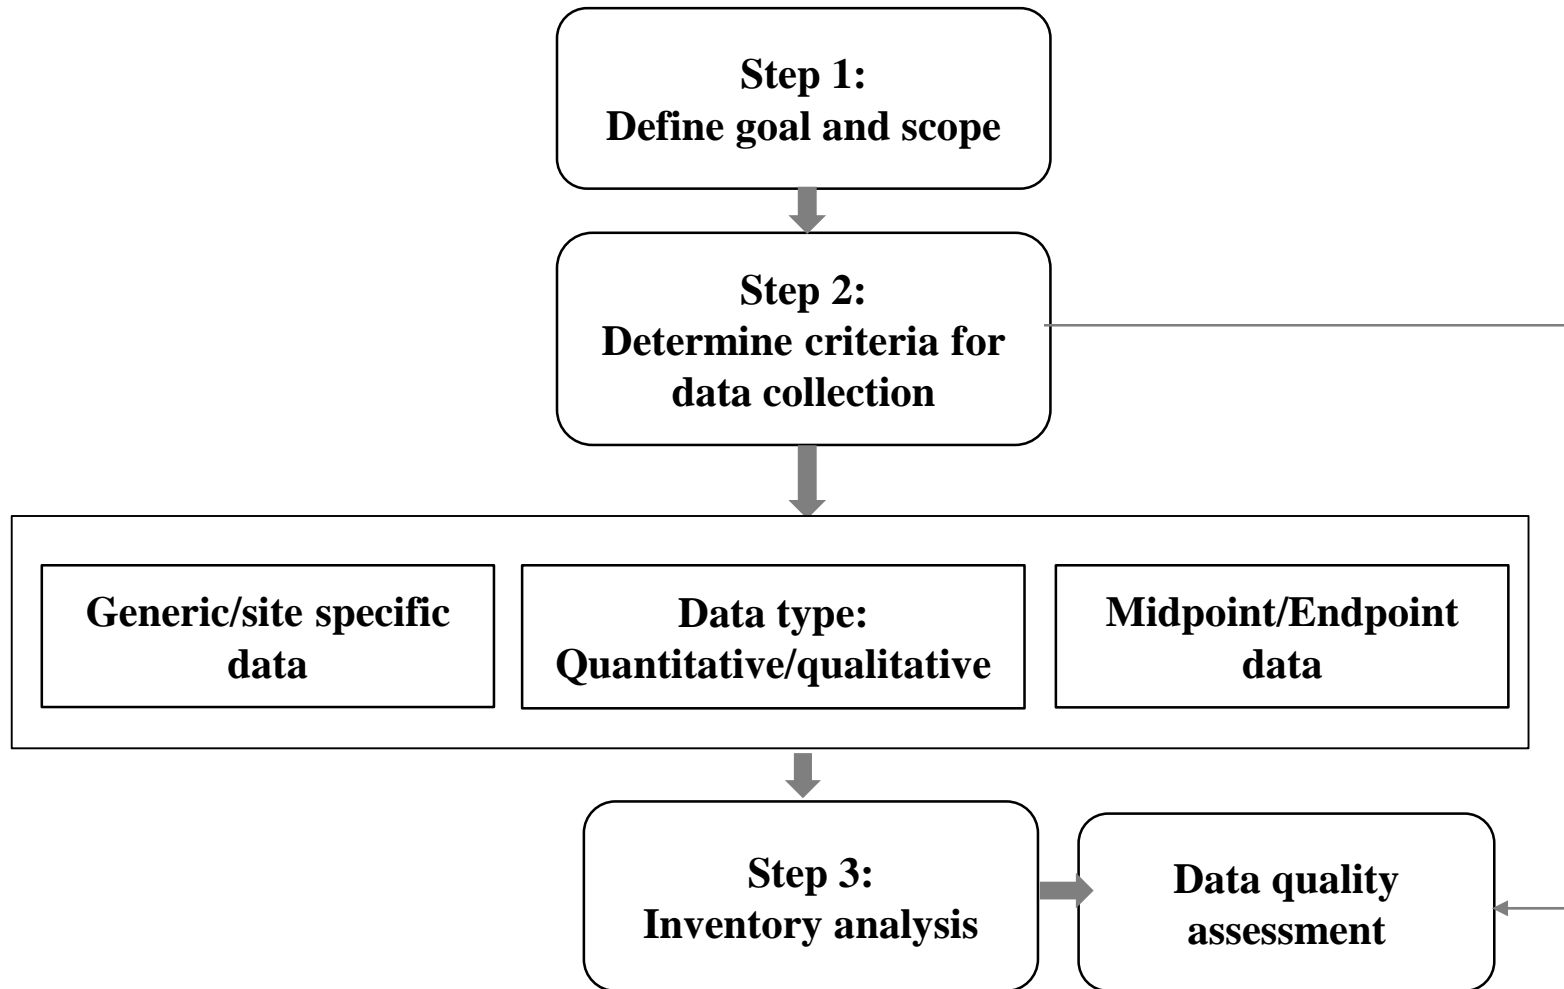 Step 1:
Define goal and scope
Step 2:
Determine criteria for
data collection
Generic/site specific
data
Data type:
Quantitative/qualitative
Midpoint/Endpoint
data
Step 3:
Inventory analysis
Data quality
assessment